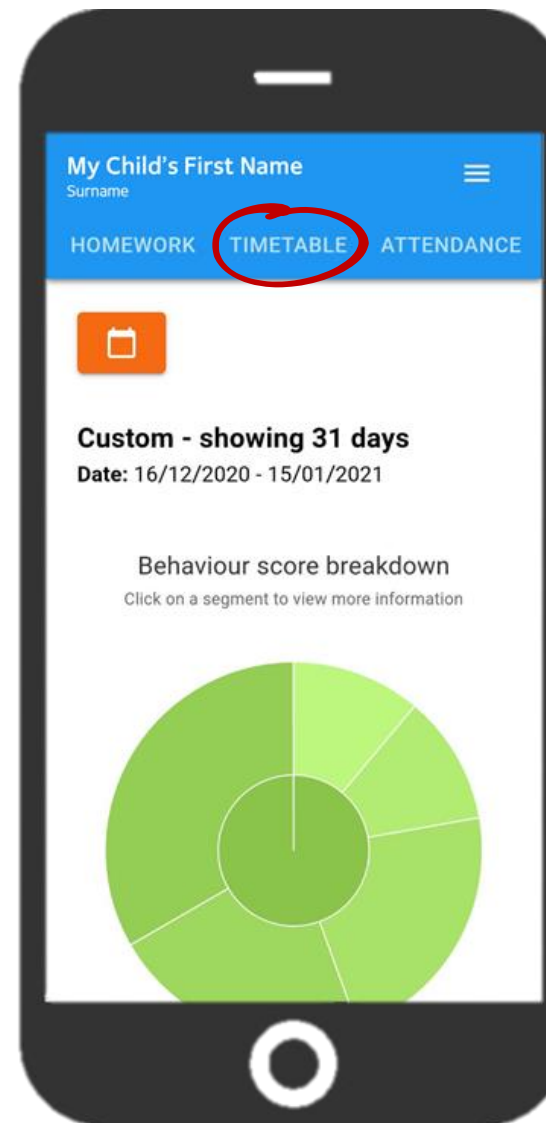 My Child's First Name
Surname
HOMEWORK TIMETABLE ATTENDANCE
Custom - showing 31 days
Date: 16/12/2020 - 15/01/2021
Behaviour score breakdown
Click on a segment to view more information